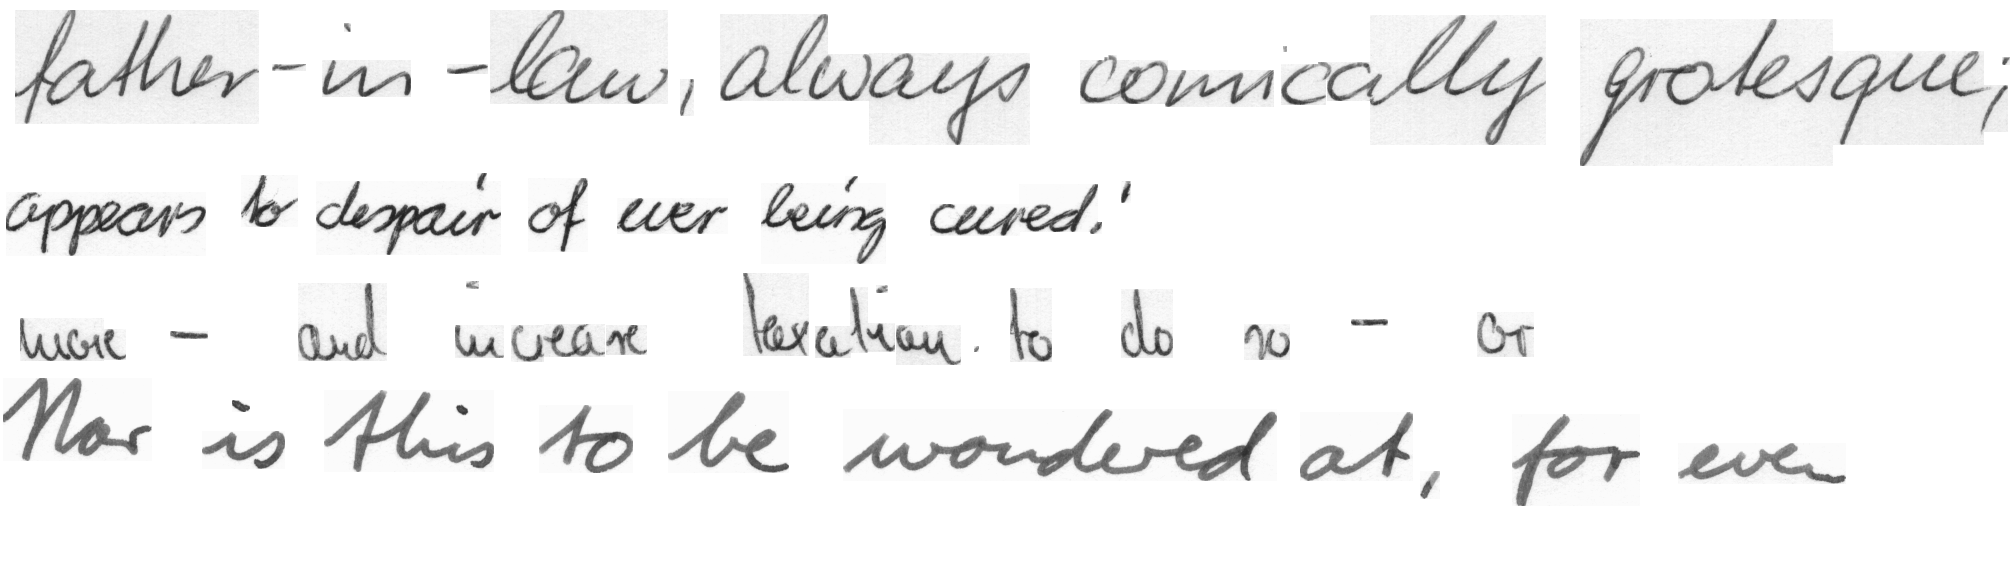 father-in-law, always comically grotesque;
appears to despair of ever being cured.'
more - and increase taxation to do so - or
Nor is this to be wondered at, for even